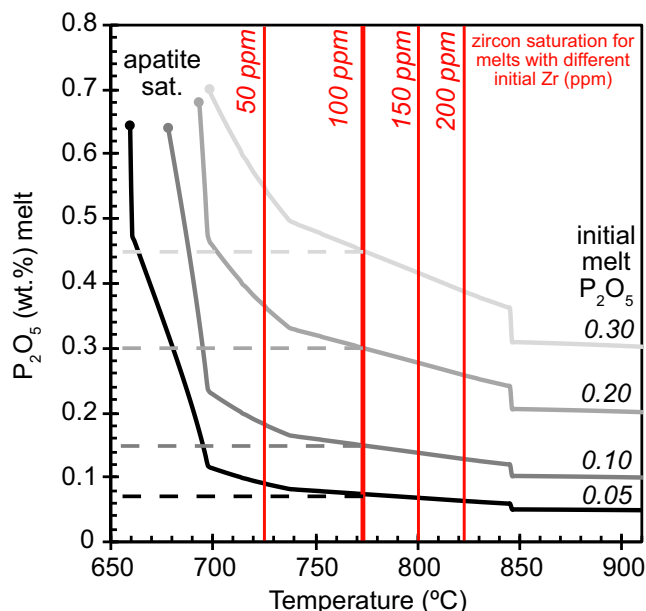 0.8
0.7
0.6
0.5
0.4
0.3
0.2
0.1
0
P₂O₅ (wt.%) melt
apatite
sat.
50 ppm
100 ppm
150 ppm
200 ppm
zircon saturation for
melts with different
initial Zr (ppm)
initial
melt
P₂O₅
0.30
0.20
0.10
0.05
650
700
750
800
850
900
Temperature (ºC)